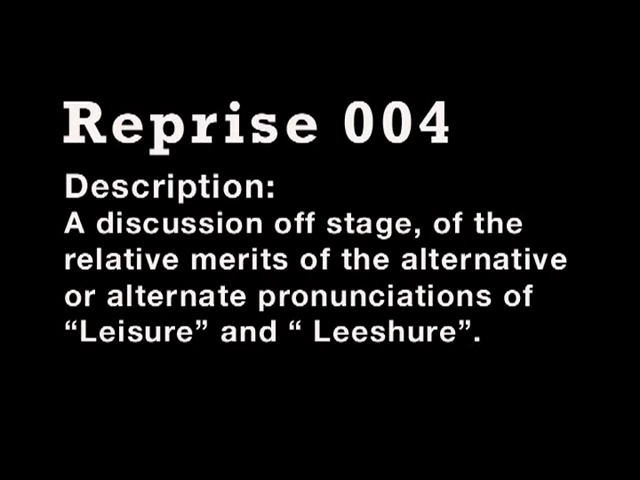 Reprise 004
Description:
A discussion off stage, of the
relative merits of the alternative
or alternate pronunciations of
“Leisure” and “ Leeshure”.